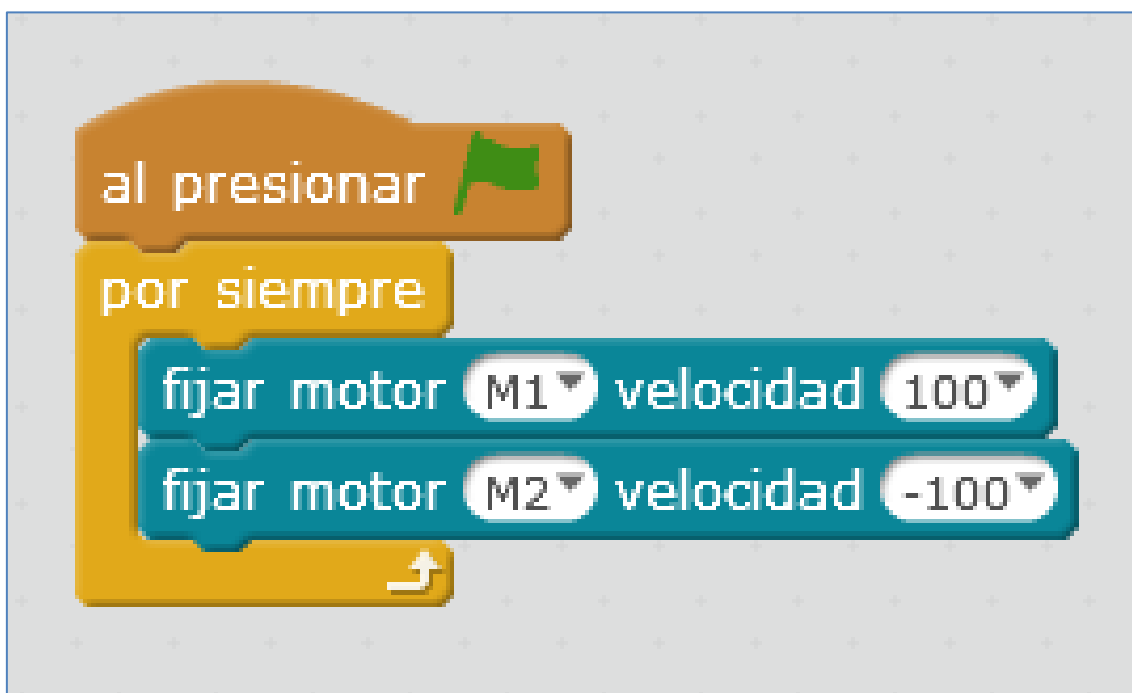 al presionar
por siempre
fijar motor M1 velocidad 100
fijar motor M2 velocidad -100